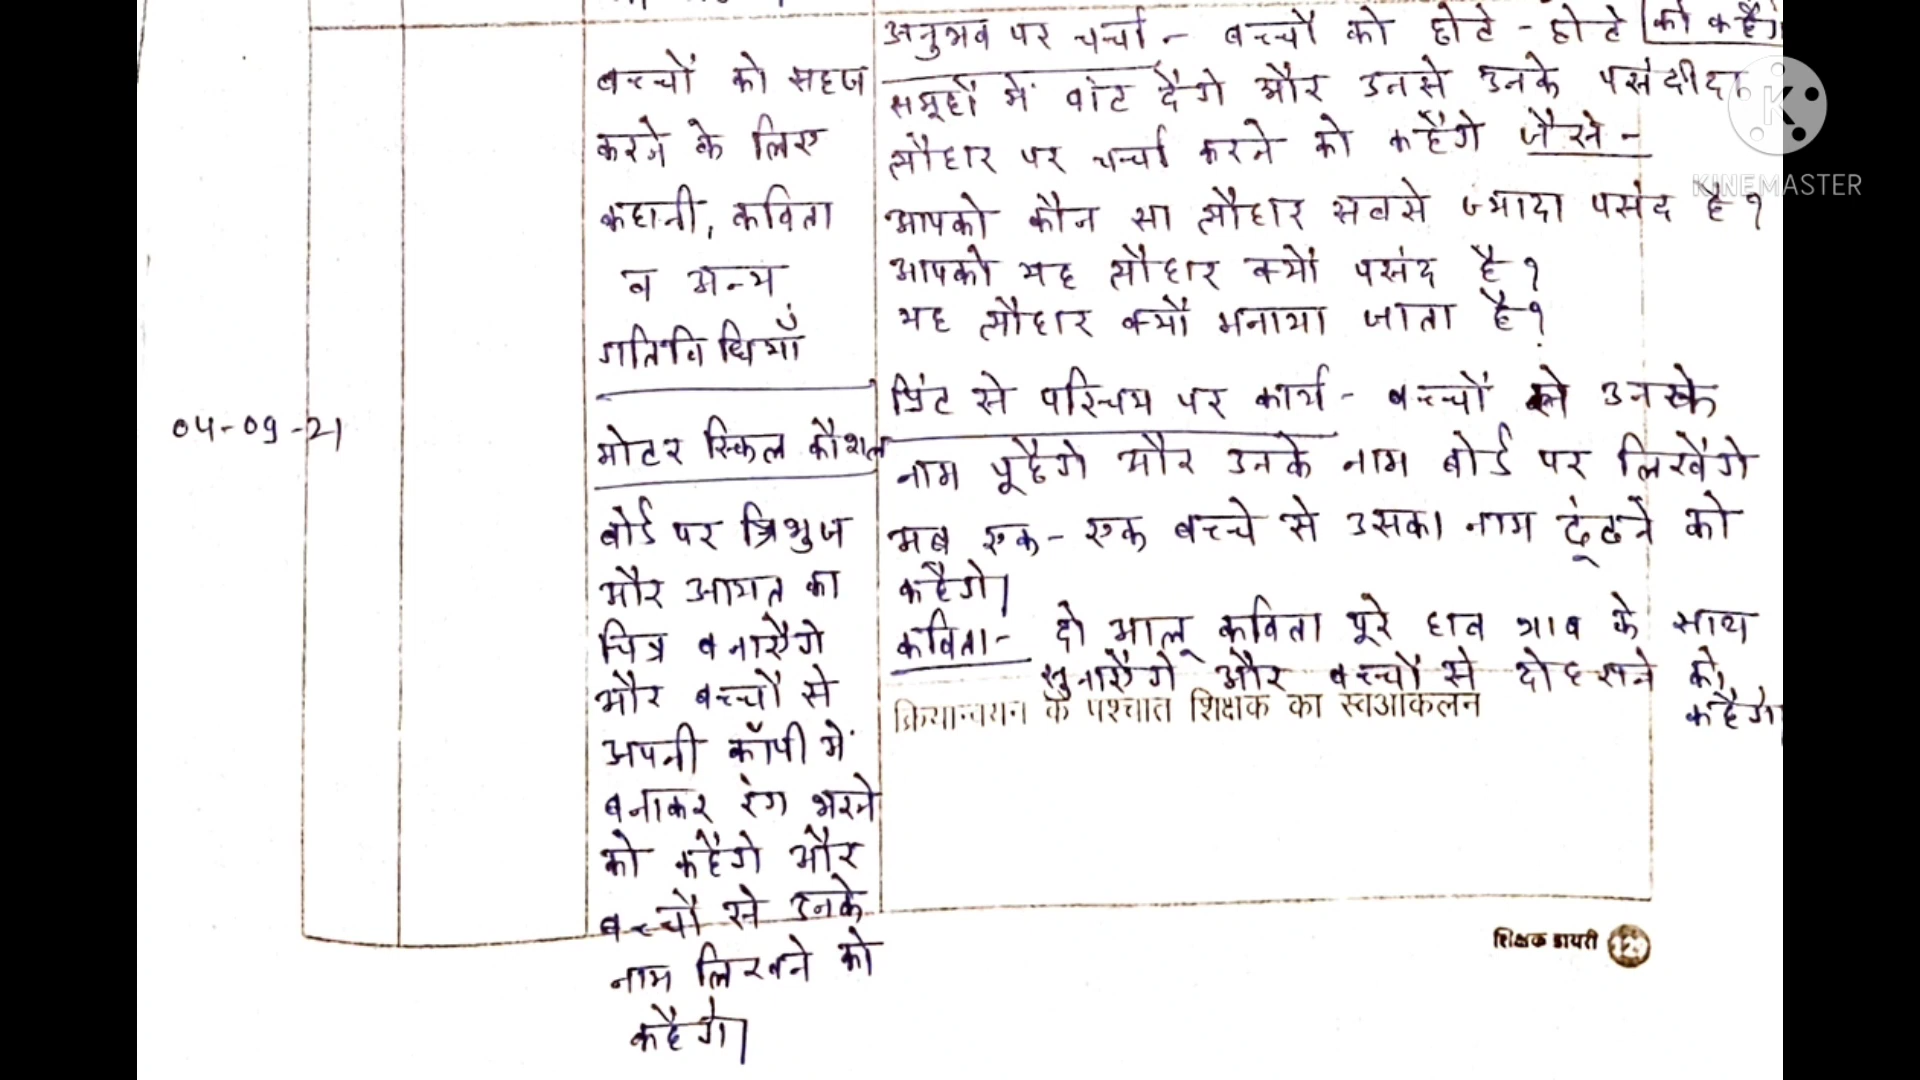 04-09-21
बच्चों को सहज
करने के लिए
कहानी, कविता
व अन्य
गतिविधियाँ
मोटर स्किल कौशल
बोर्ड पर त्रिभुज
और आयत का
चित्र बनाएँगे
और बच्चों से
अपनी कॉपी में
बनाकर रंग भरने
को कहेंगे और
बच्चों से उनके
नाम लिखने को
कहेंगे।
अनुभव पर चर्चा - बच्चों को छोटे - छोटे
को कहेंगे
समूहों में बांट देंगे और उनसे उनके पसंदीदा
त्यौहार पर चर्चा करने को कहेंगे जैसे -
आपको कौन सा त्यौहार सबसे ज्यादा पसंद है?
आपको यह त्यौहार क्यों पसंद है?
यह त्यौहार क्यों मनाया जाता है?
प्रिंट से परिचय पर कार्य - बच्चों से उनके
नाम पूछेंगे और उनके नाम बोर्ड पर लिखेंगे
अब एक - एक बच्चे से उसका नाम ढूंढने को
कहेंगे।
कविता - दो भालू कविता पूरे हाव भाव के साथ
सुनाएँगे और बच्चों से दोहराने को
कहेंगे
क्रियान्वयन के पश्चात शिक्षक का स्वआकलन
शिक्षक डायरी 129
K
KINEMASTER